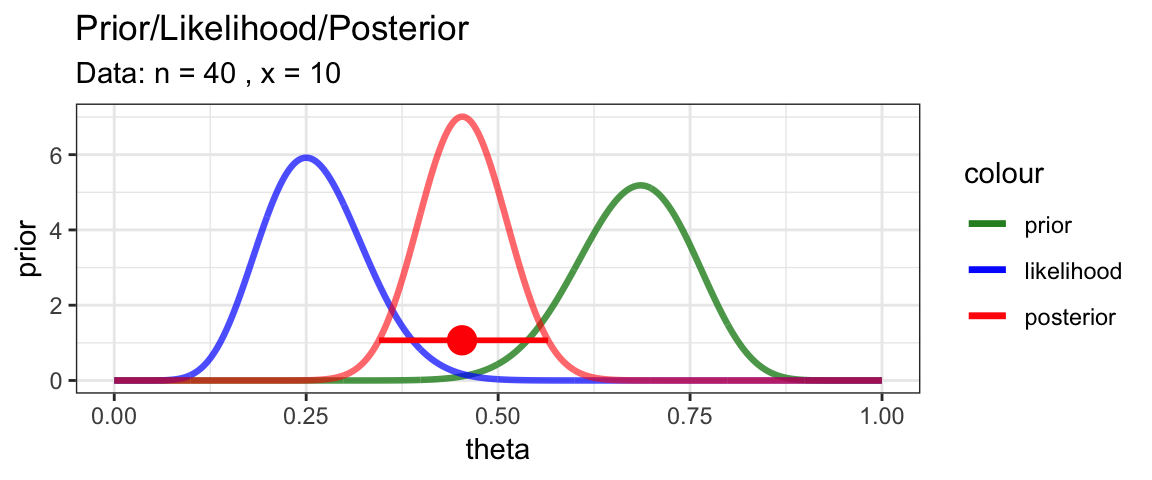 Prior/Likelihood/Posterior
Data: n = 40 , x = 10
prior
6
4
2
0
0.00 0.25 0.50 0.75 1.00
theta
colour
prior
likelihood
posterior